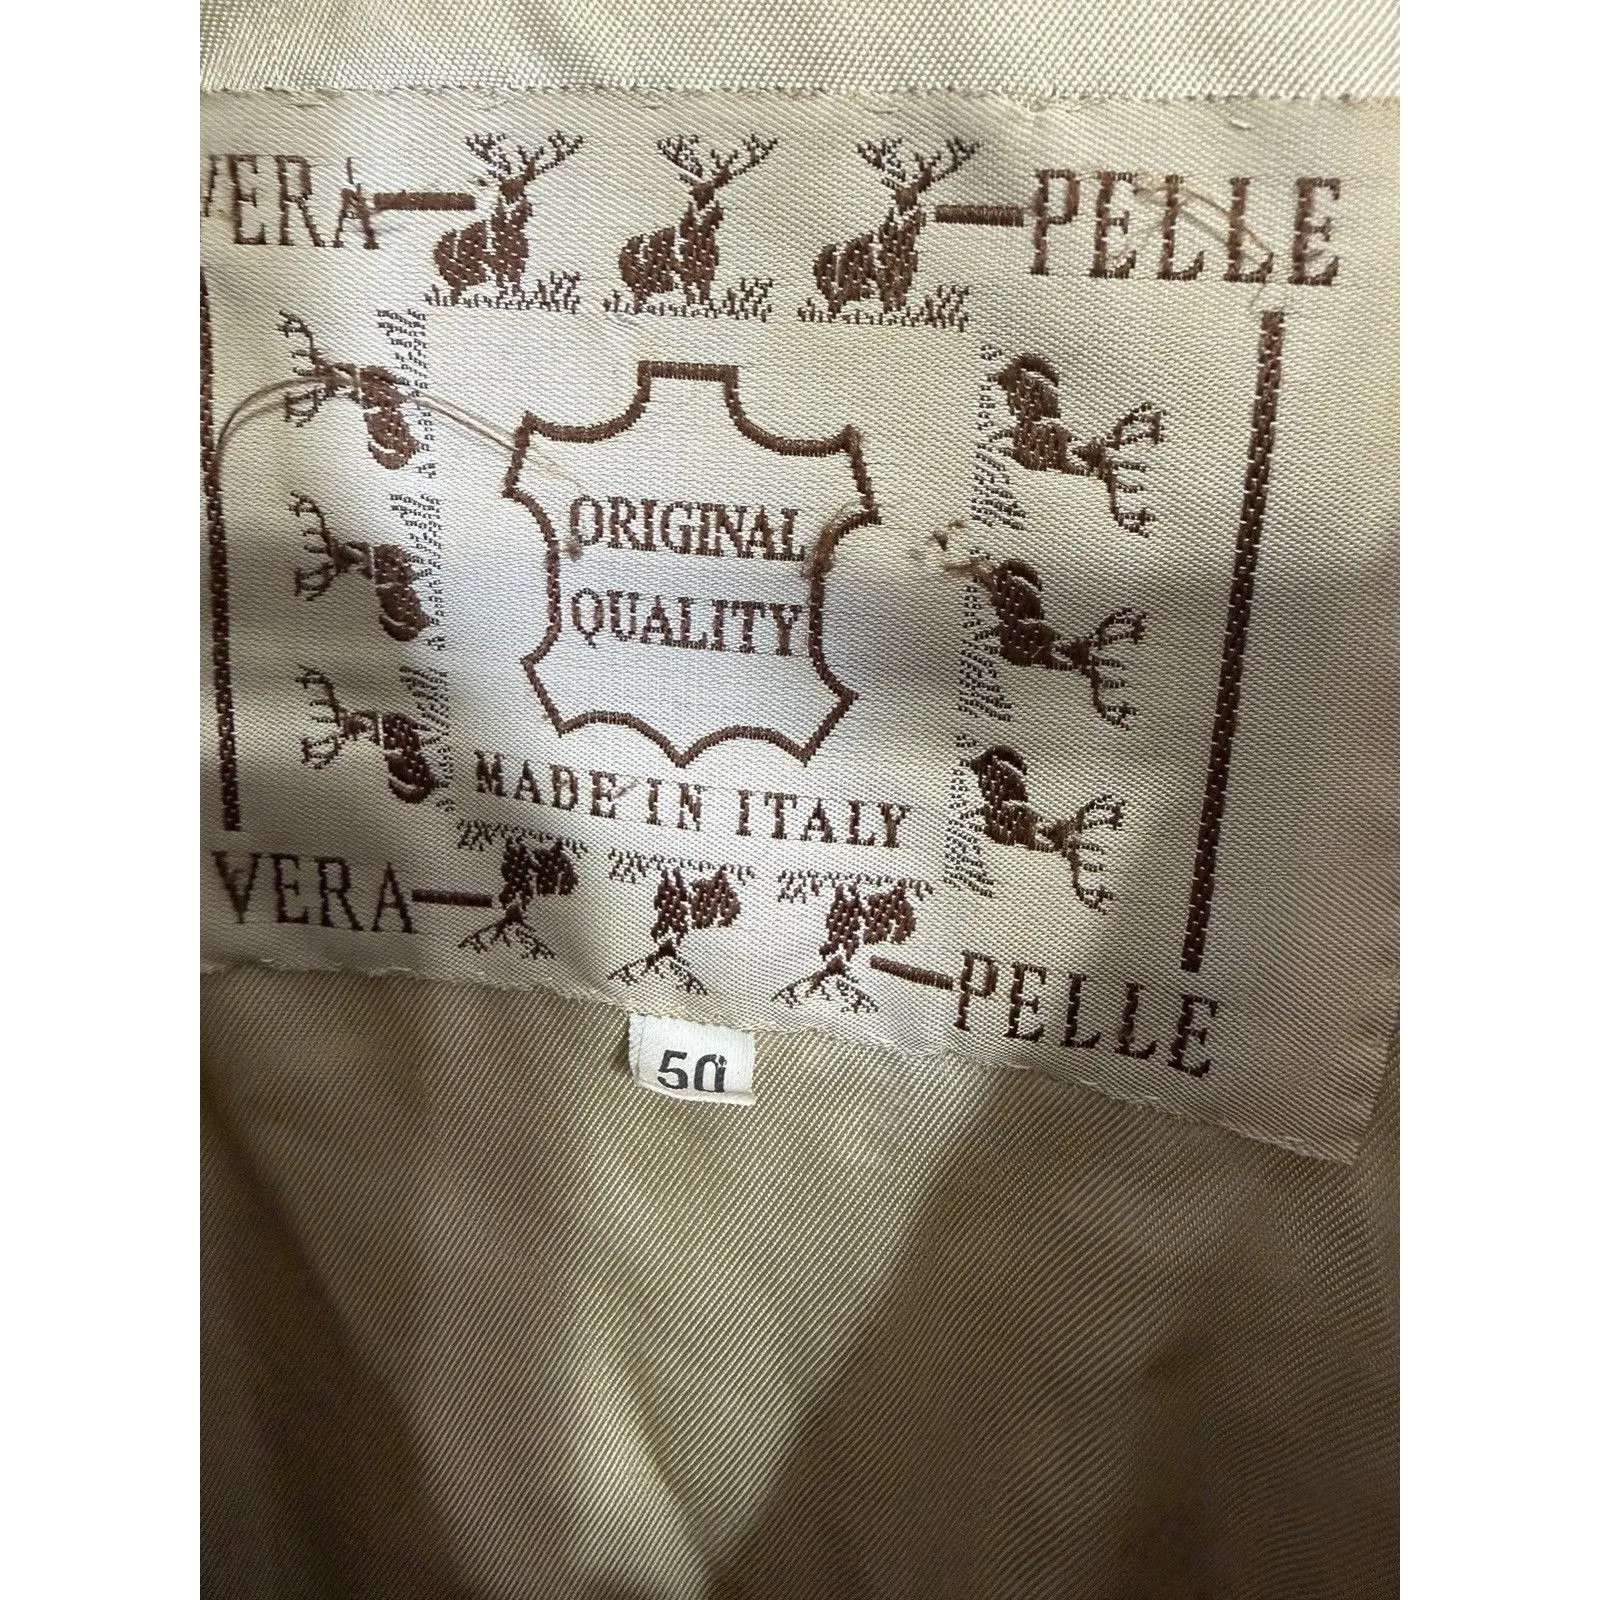 VERA PELLE
ORIGINAL
QUALITY
MADE IN ITALY
VERA PELLE
50